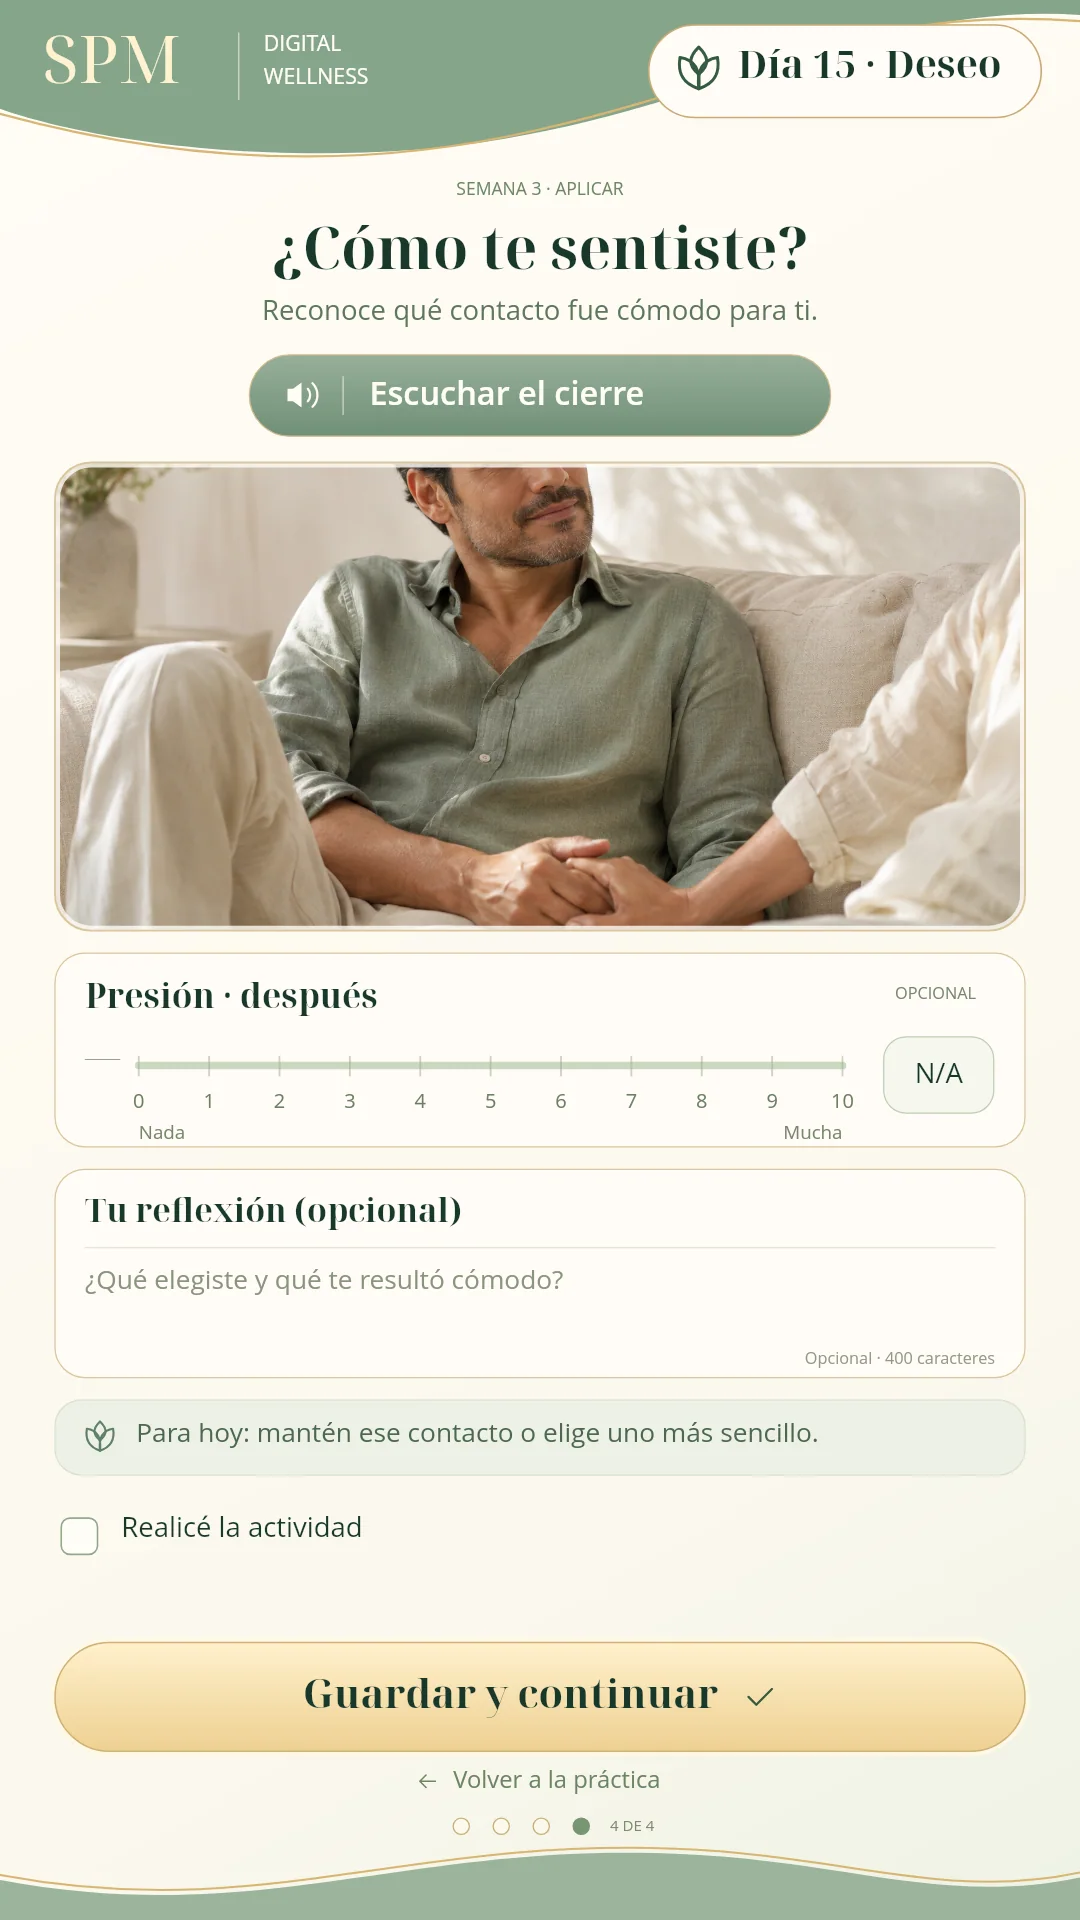 SPM
DIGITAL
WELLNESS
Día 15 · Deseo
SEMANA 3 · APLICAR
¿Cómo te sentiste?
Reconoce qué contacto fue cómodo para ti.
Escuchar el cierre
Presión · después
OPCIONAL
0 1 2 3 4 5 6 7 8 9 10
N/A
Nada Mucha
Tu reflexión (opcional)
¿Qué elegiste y qué te resultó cómodo?
Opcional · 400 caracteres
Para hoy: mantén ese contacto o elige uno más sencillo.
Realicé la actividad
Guardar y continuar
← Volver a la práctica
4 DE 4